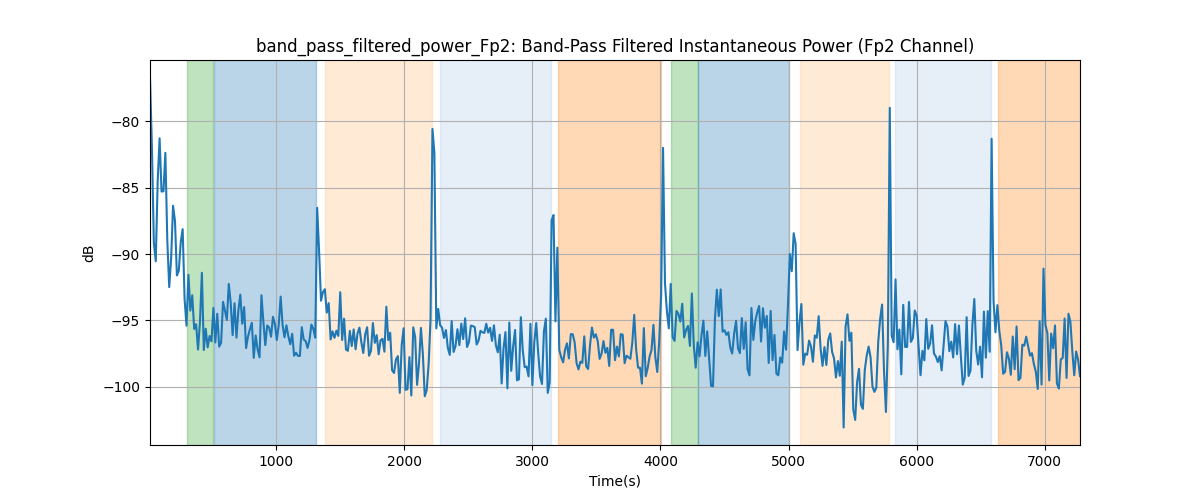 band_pass_filtered_power_Fp2: Band-Pass Filtered Instantaneous Power (Fp2 Channel)
dB
−80
−85
−90
−95
−100
1000 2000 3000 4000 5000 6000 7000
Time(s)